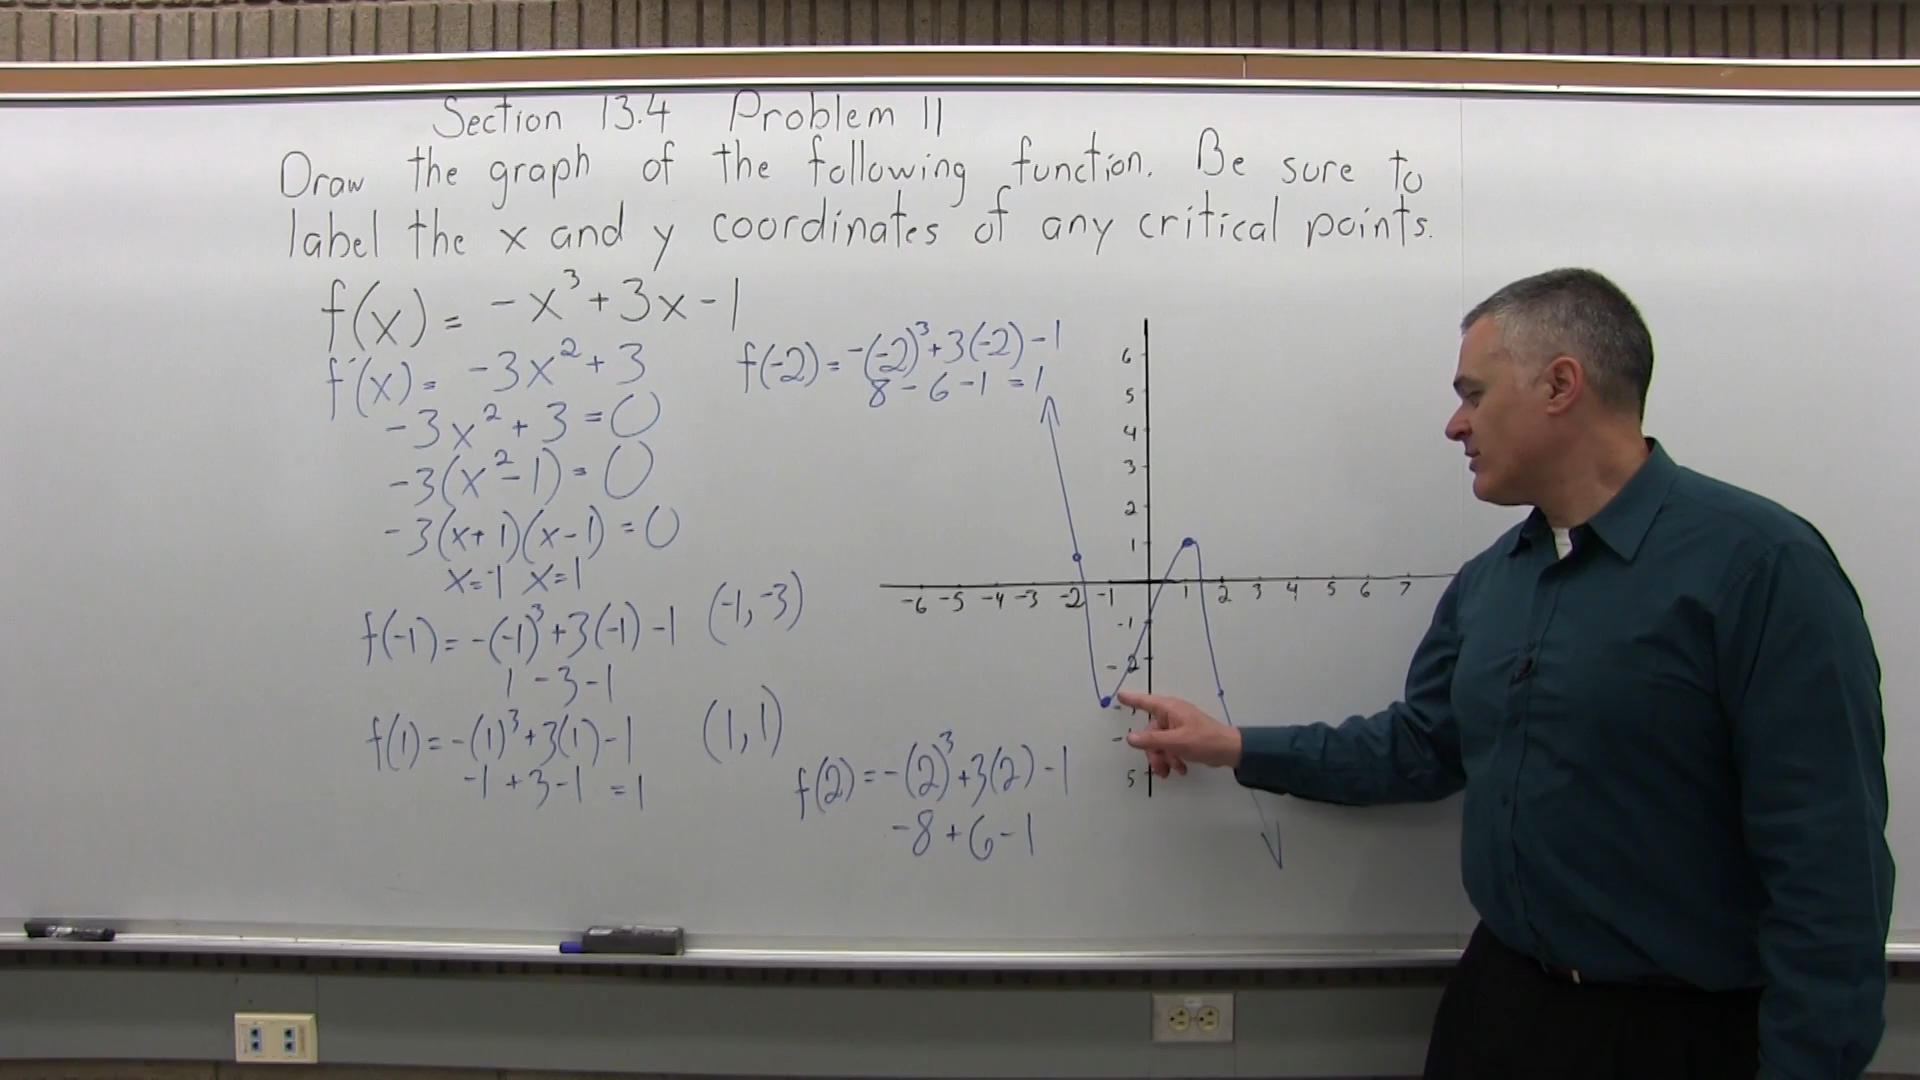 Section 13.4 Problem 11
Draw the graph of the following function. Be sure to
label the x and y coordinates of any critical points.
f(x) = -x³+3x-1
f'(x) = -3x²+3
-3x²+3=0
-3(x²-1)=0
-3(x+1)(x-1)=0
x=-1 x=1
f(-1)=-(-1)³+3(-1)-1 (-1,-3)
1-3-1
f(1)=-(1)³+3(1)-1 (1,1)
-1+3-1=1
f(-2)=-(-2)³+3(-2)-1
8-6-1=1
f(2)=-(2)³+3(2)-1
-8+6-1
6
5
4
3
2
1
-6 -5 -4 -3 -2 -1 1 2 3 4 5 6 7
-1
-2
5